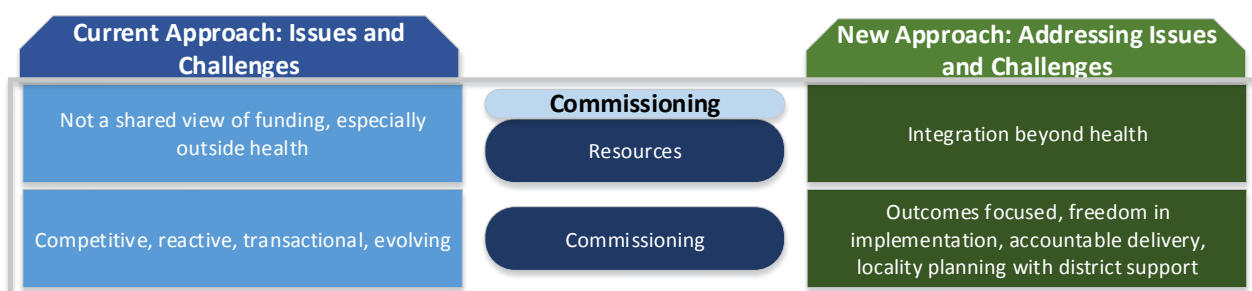 Current Approach: Issues and
Challenges
New Approach: Addressing Issues
and Challenges
Commissioning
Not a shared view of funding, especially
outside health
Resources
Integration beyond health
Competitive, reactive, transactional, evolving
Commissioning
Outcomes focused, freedom in
implementation, accountable delivery,
locality planning with district support